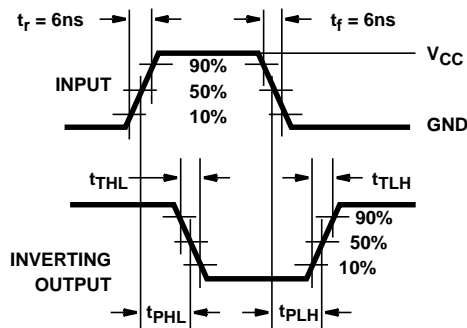 tr = 6ns
tf = 6ns
VCC
90%
INPUT
50%
10%
GND
tTHL
tTLH
90%
50%
INVERTING
10%
OUTPUT
tPHL
tPLH